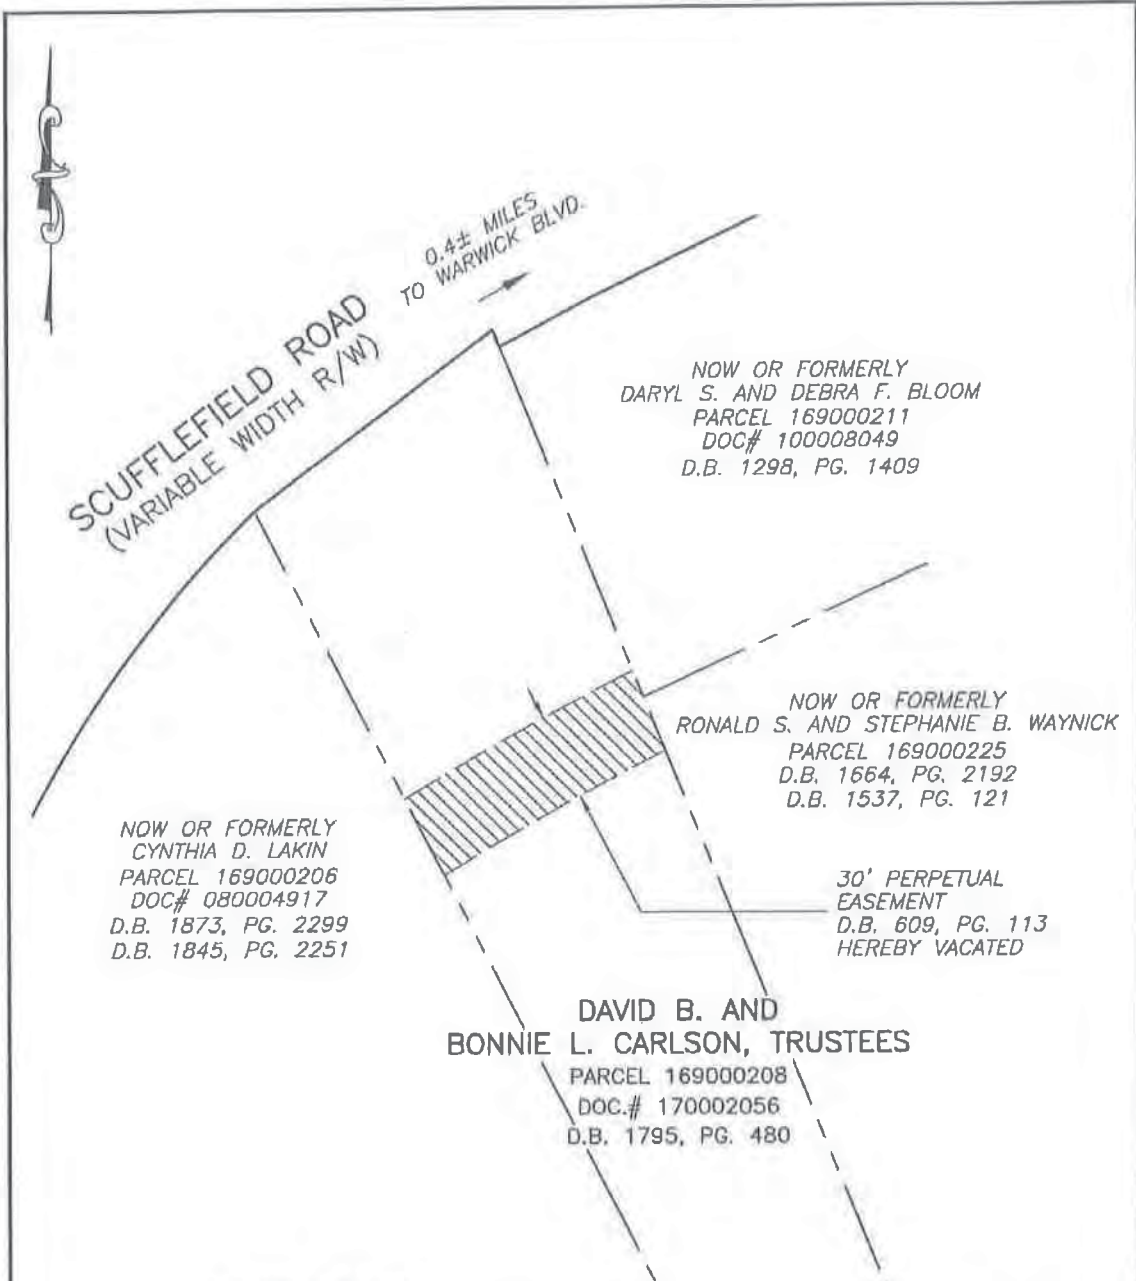 0.4± MILES
TO WARWICK BLVD.
SCUFFLEFIELD ROAD
(VARIABLE WIDTH R/W)
NOW OR FORMERLY
DARYL S. AND DEBRA F. BLOOM
PARCEL 169000211
DOC# 100008049
D.B. 1298, PG. 1409
NOW OR FORMERLY
RONALD S. AND STEPHANIE B. WAYNICK
PARCEL 169000225
D.B. 1664, PG. 2192
D.B. 1537, PG. 121
NOW OR FORMERLY
CYNTHIA D. LAKIN
PARCEL 169000206
DOC# 080004917
D.B. 1873, PG. 2299
D.B. 1845, PG. 2251
30' PERPETUAL
EASEMENT
D.B. 609, PG. 113
HEREBY VACATED
DAVID B. AND
BONNIE L. CARLSON, TRUSTEES
PARCEL 169000208
DOC.# 170002056
D.B. 1795, PG. 480